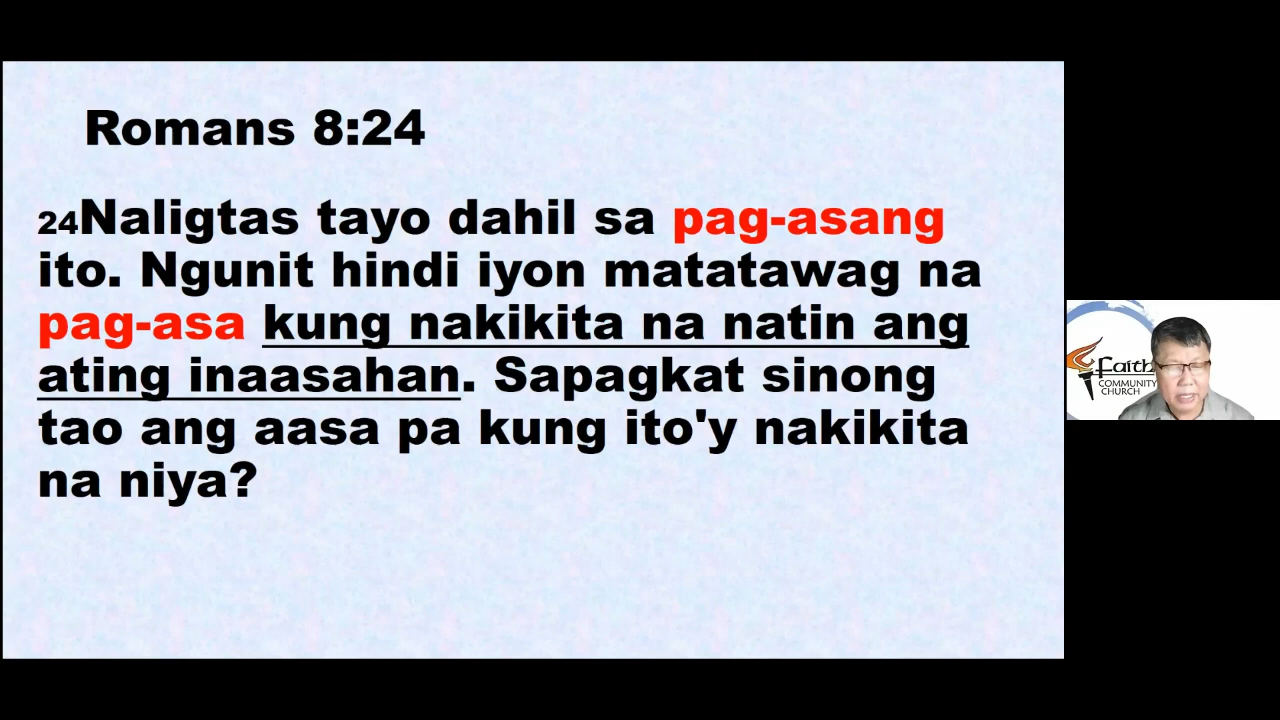 Romans 8:24
24Naligtas tayo dahil sa pag-asang
ito. Ngunit hindi iyon matatawag na
pag-asa kung nakikita na natin ang
ating inaasahan. Sapagkat sinong
tao ang aasa pa kung ito'y nakikita
na niya?
Faith
COMMUNITY
CHURCH